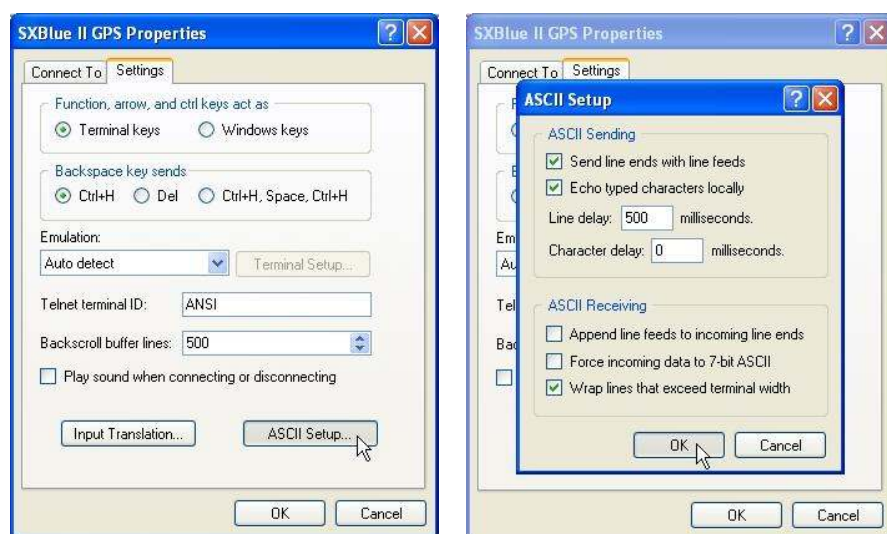 SXBlue II GPS Properties
Connect To Settings
Function, arrow, and ctrl keys act as
Terminal keys Windows keys
Backspace key sends
Ctrl+H Del Ctrl+H, Space, Ctrl+H
Emulation:
Auto detect Terminal Setup...
Telnet terminal ID: ANSI
Backscroll buffer lines: 500
Play sound when connecting or disconnecting
Input Translation... ASCII Setup...
OK Cancel
SXBlue II GPS Properties
Connect To Settings
ASCII Setup
ASCII Sending
Send line ends with line feeds
Echo typed characters locally
Line delay: 500 milliseconds.
Character delay: 0 milliseconds.
ASCII Receiving
Append line feeds to incoming line ends
Force incoming data to 7-bit ASCII
Wrap lines that exceed terminal width
OK Cancel
F
B
Em
Au
Tel
Bac
OK Cancel